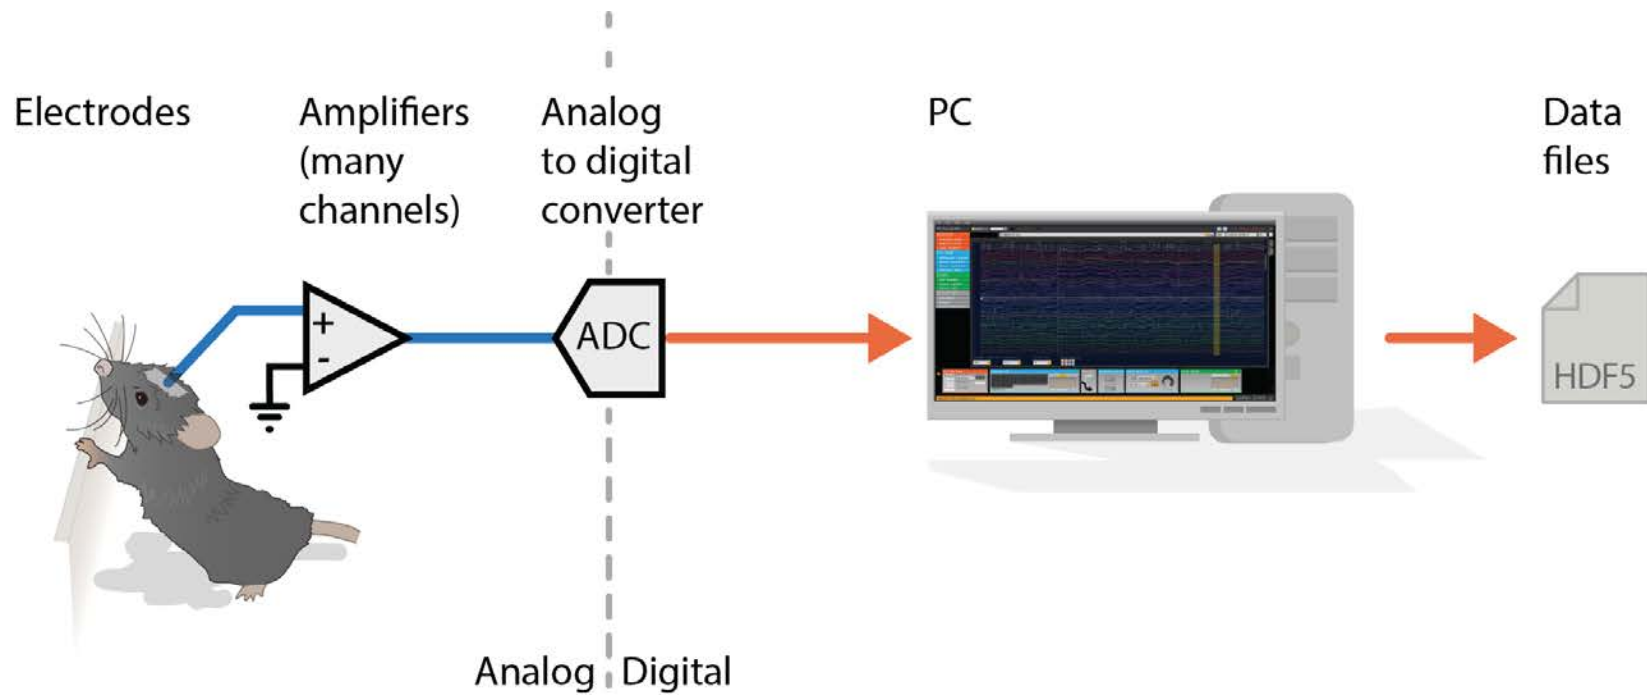 Electrodes
Amplifiers
(many
channels)
Analog
to digital
converter
PC
Data
files
+
-
ADC
HDF5
Analog
Digital